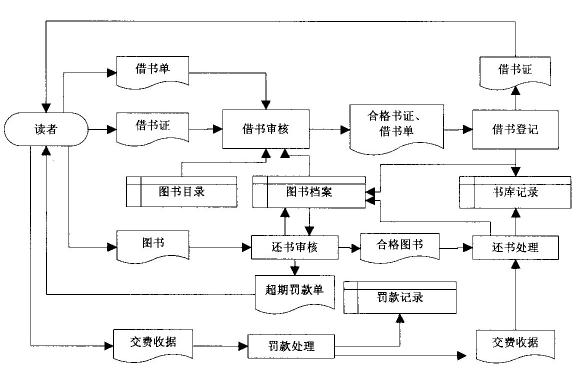 借书单
借书证
读者
借书证
借书审核
合格书证、
借书单
借书登记
图书目录
图书档案
书库记录
图书
还书审核
合格图书
还书处理
超期罚款单
罚款记录
交费收据
罚款处理
交费收据